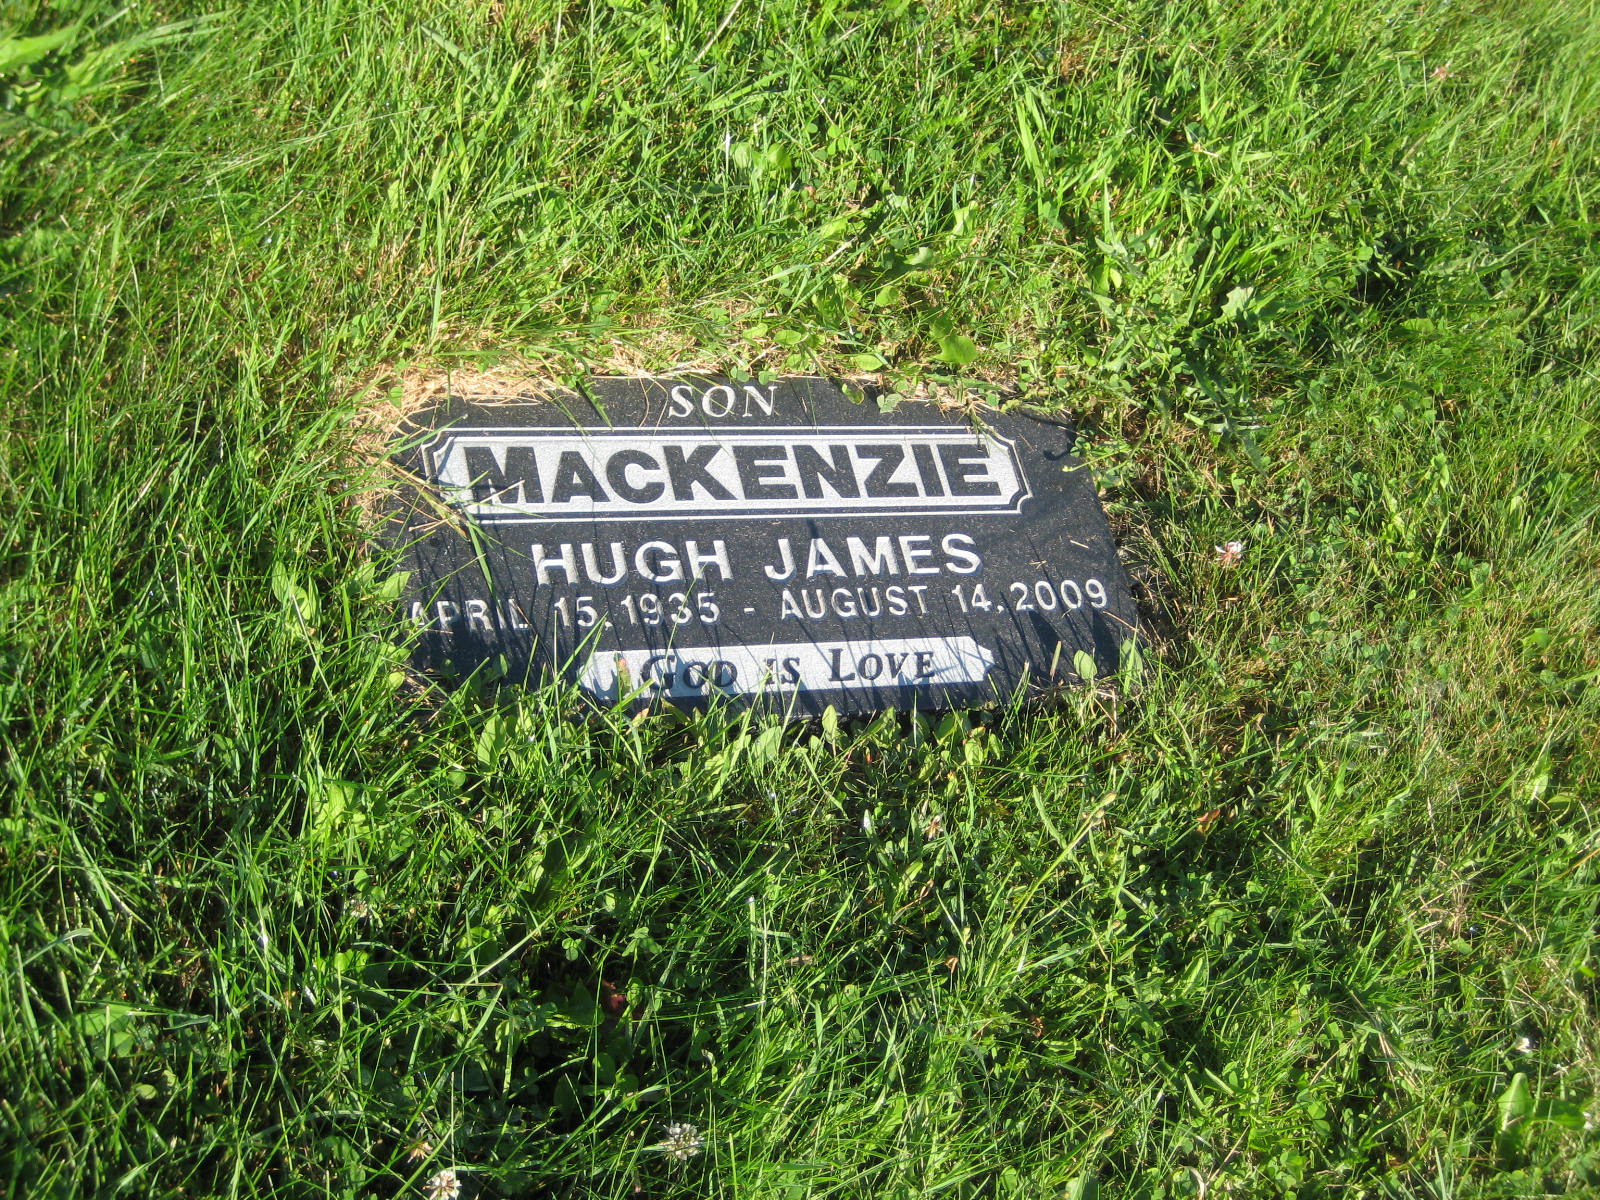 SON
MACKENZIE
HUGH JAMES
APRIL 15. 1935 - AUGUST 14. 2009
GOD IS LOVE